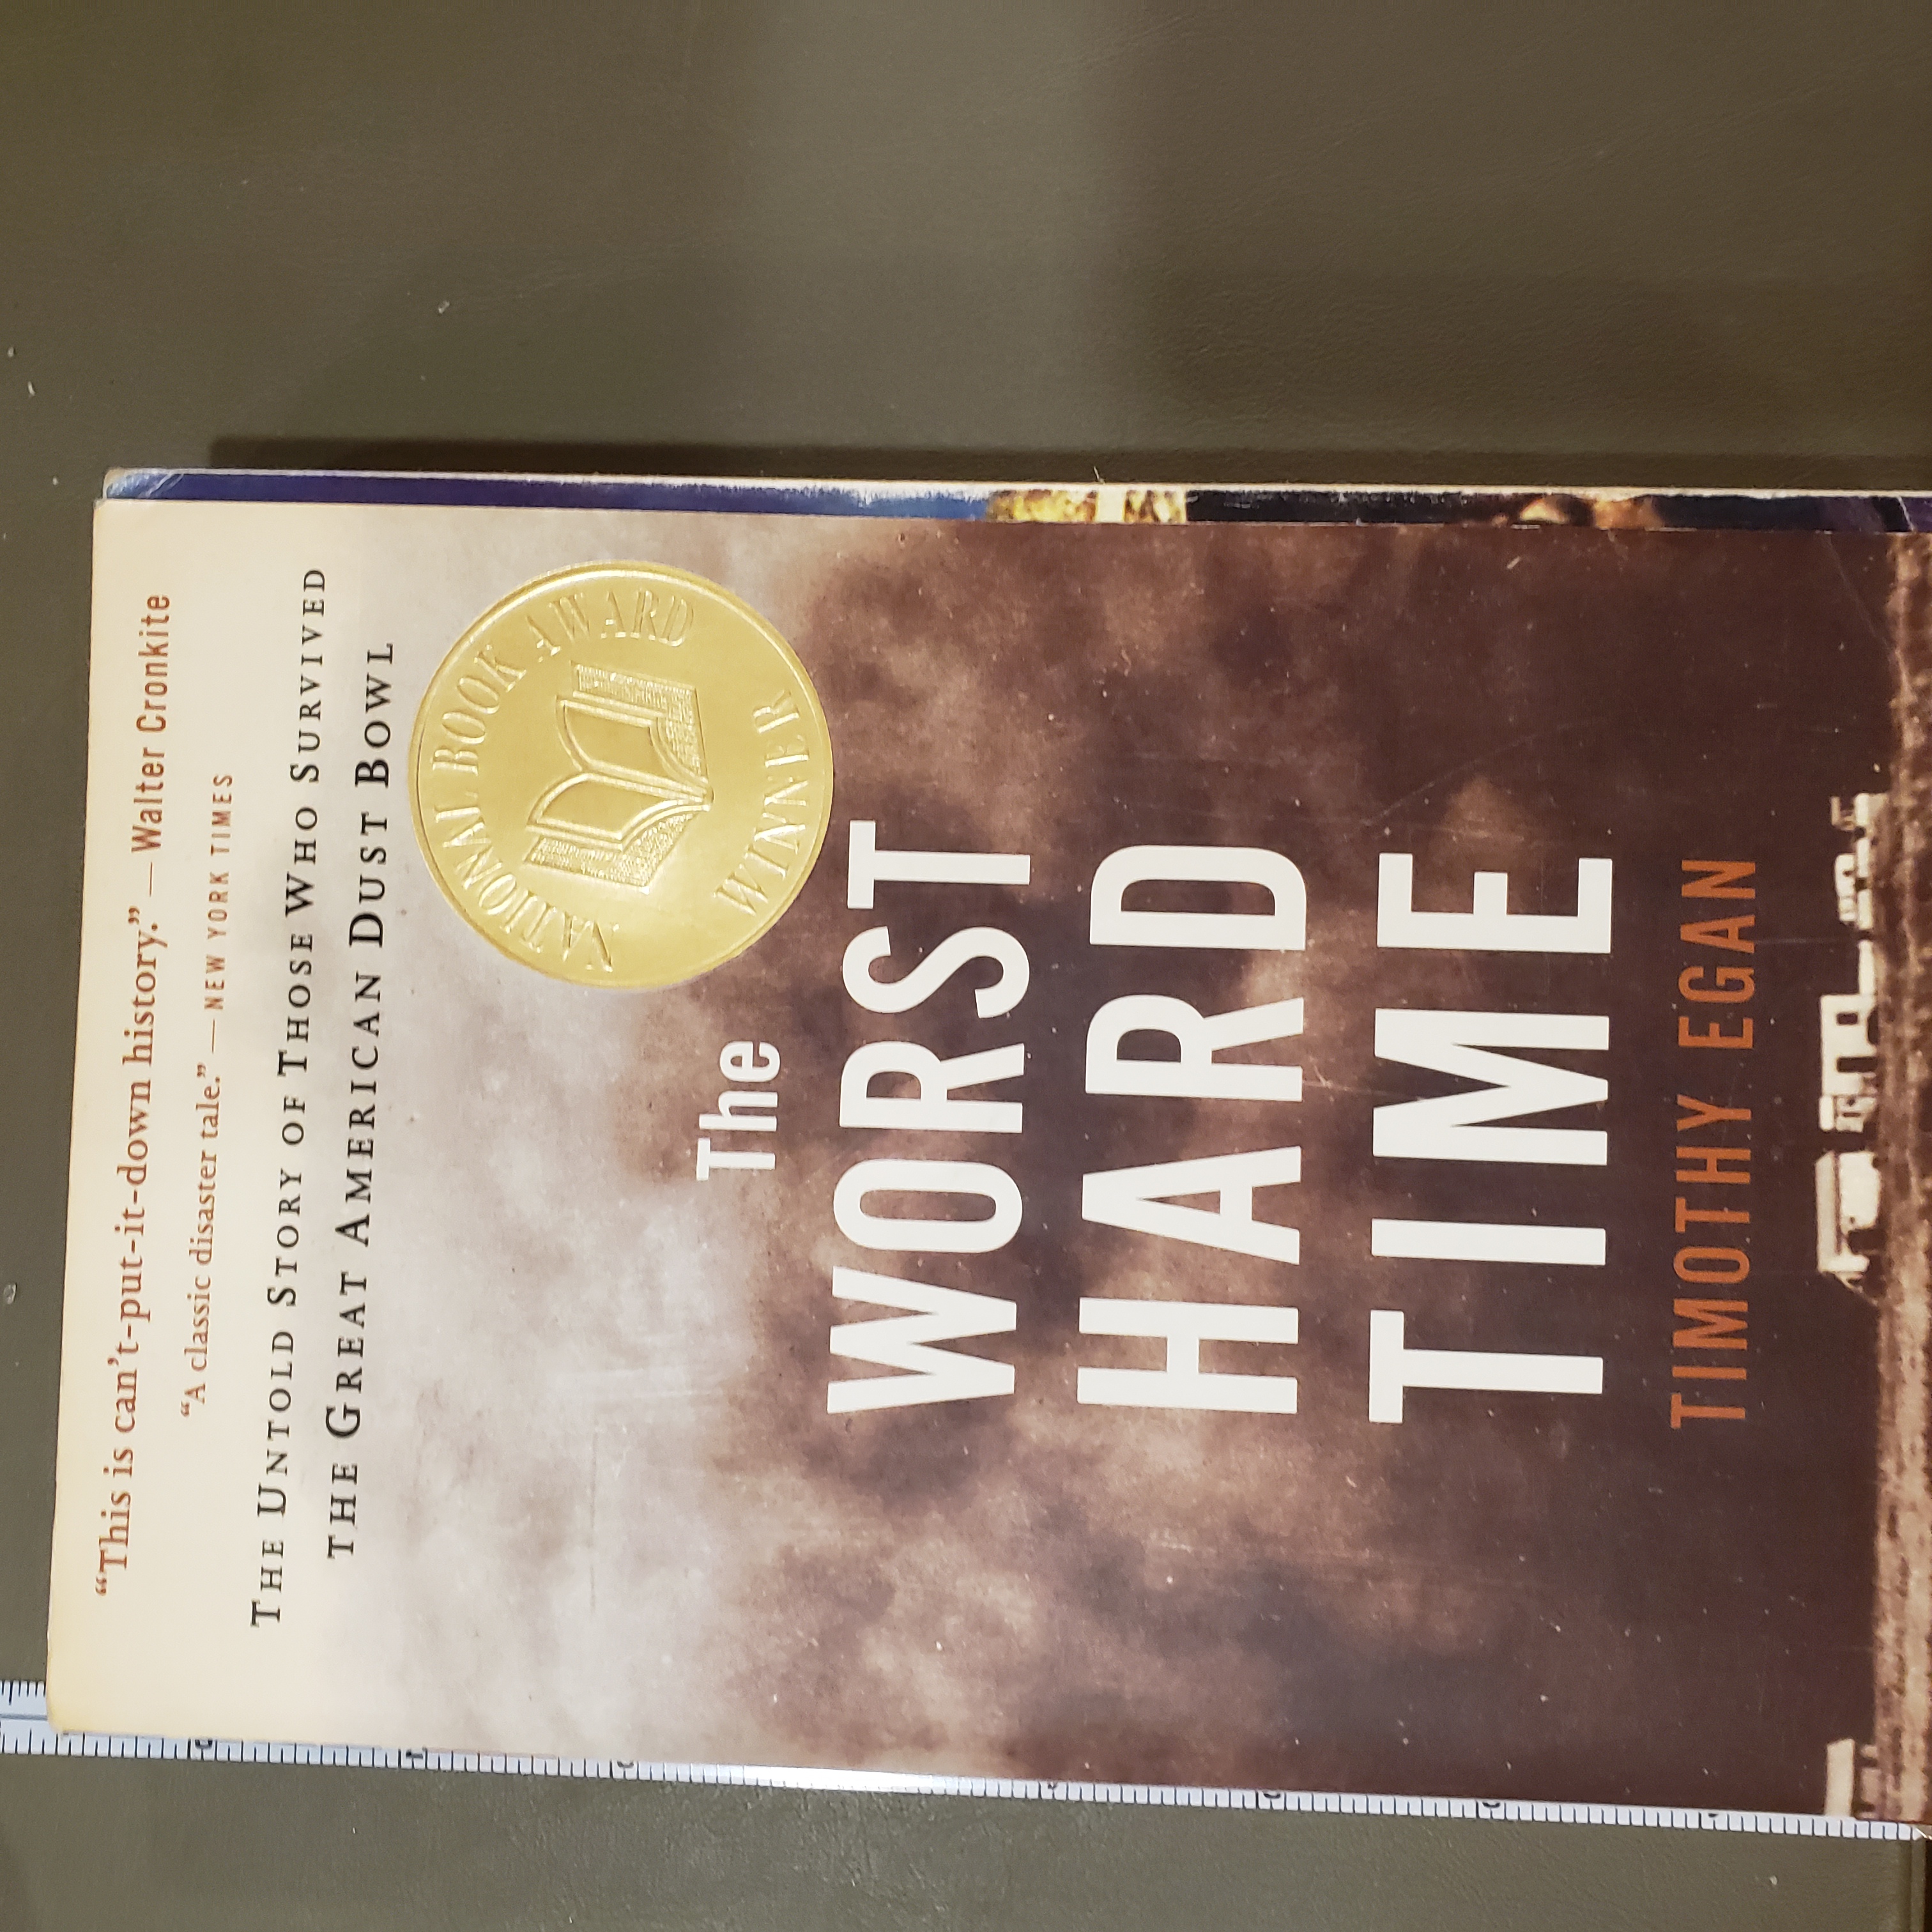 “This is can’t-put-it-down history.” — Walter Cronkite
“A classic disaster tale.” — NEW YORK TIMES
THE UNTOLD STORY OF THOSE WHO SURVIVED
THE GREAT AMERICAN DUST BOWL
NATIONAL BOOK AWARD
WINNER
The
WORST
HARD
TIME
TIMOTHY EGAN